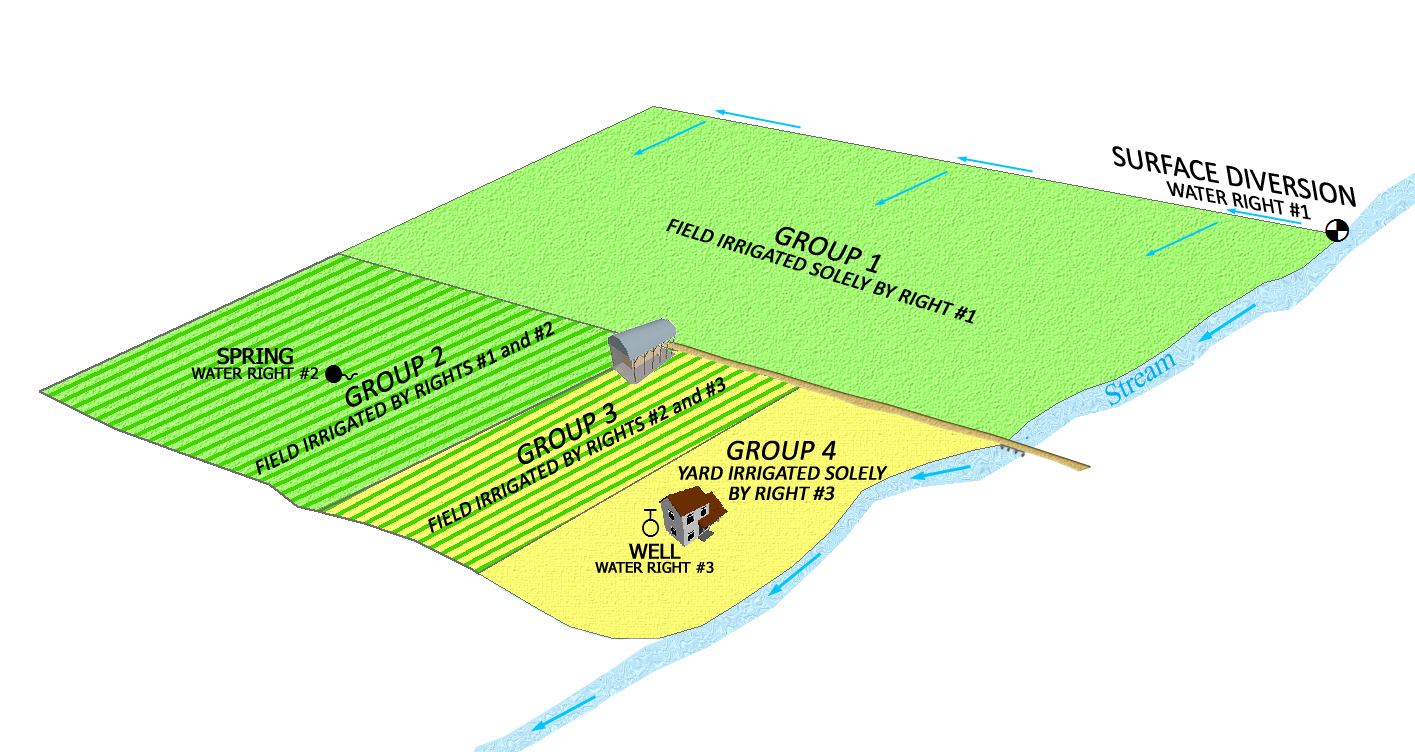 SURFACE DIVERSION
WATER RIGHT #1
GROUP 1
FIELD IRRIGATED SOLELY BY RIGHT #1
Stream
SPRING
WATER RIGHT #2
GROUP 2
FIELD IRRIGATED BY RIGHTS #1 and #2
GROUP 3
FIELD IRRIGATED BY RIGHTS #2 and #3
GROUP 4
YARD IRRIGATED SOLELY
BY RIGHT #3
WELL
WATER RIGHT #3